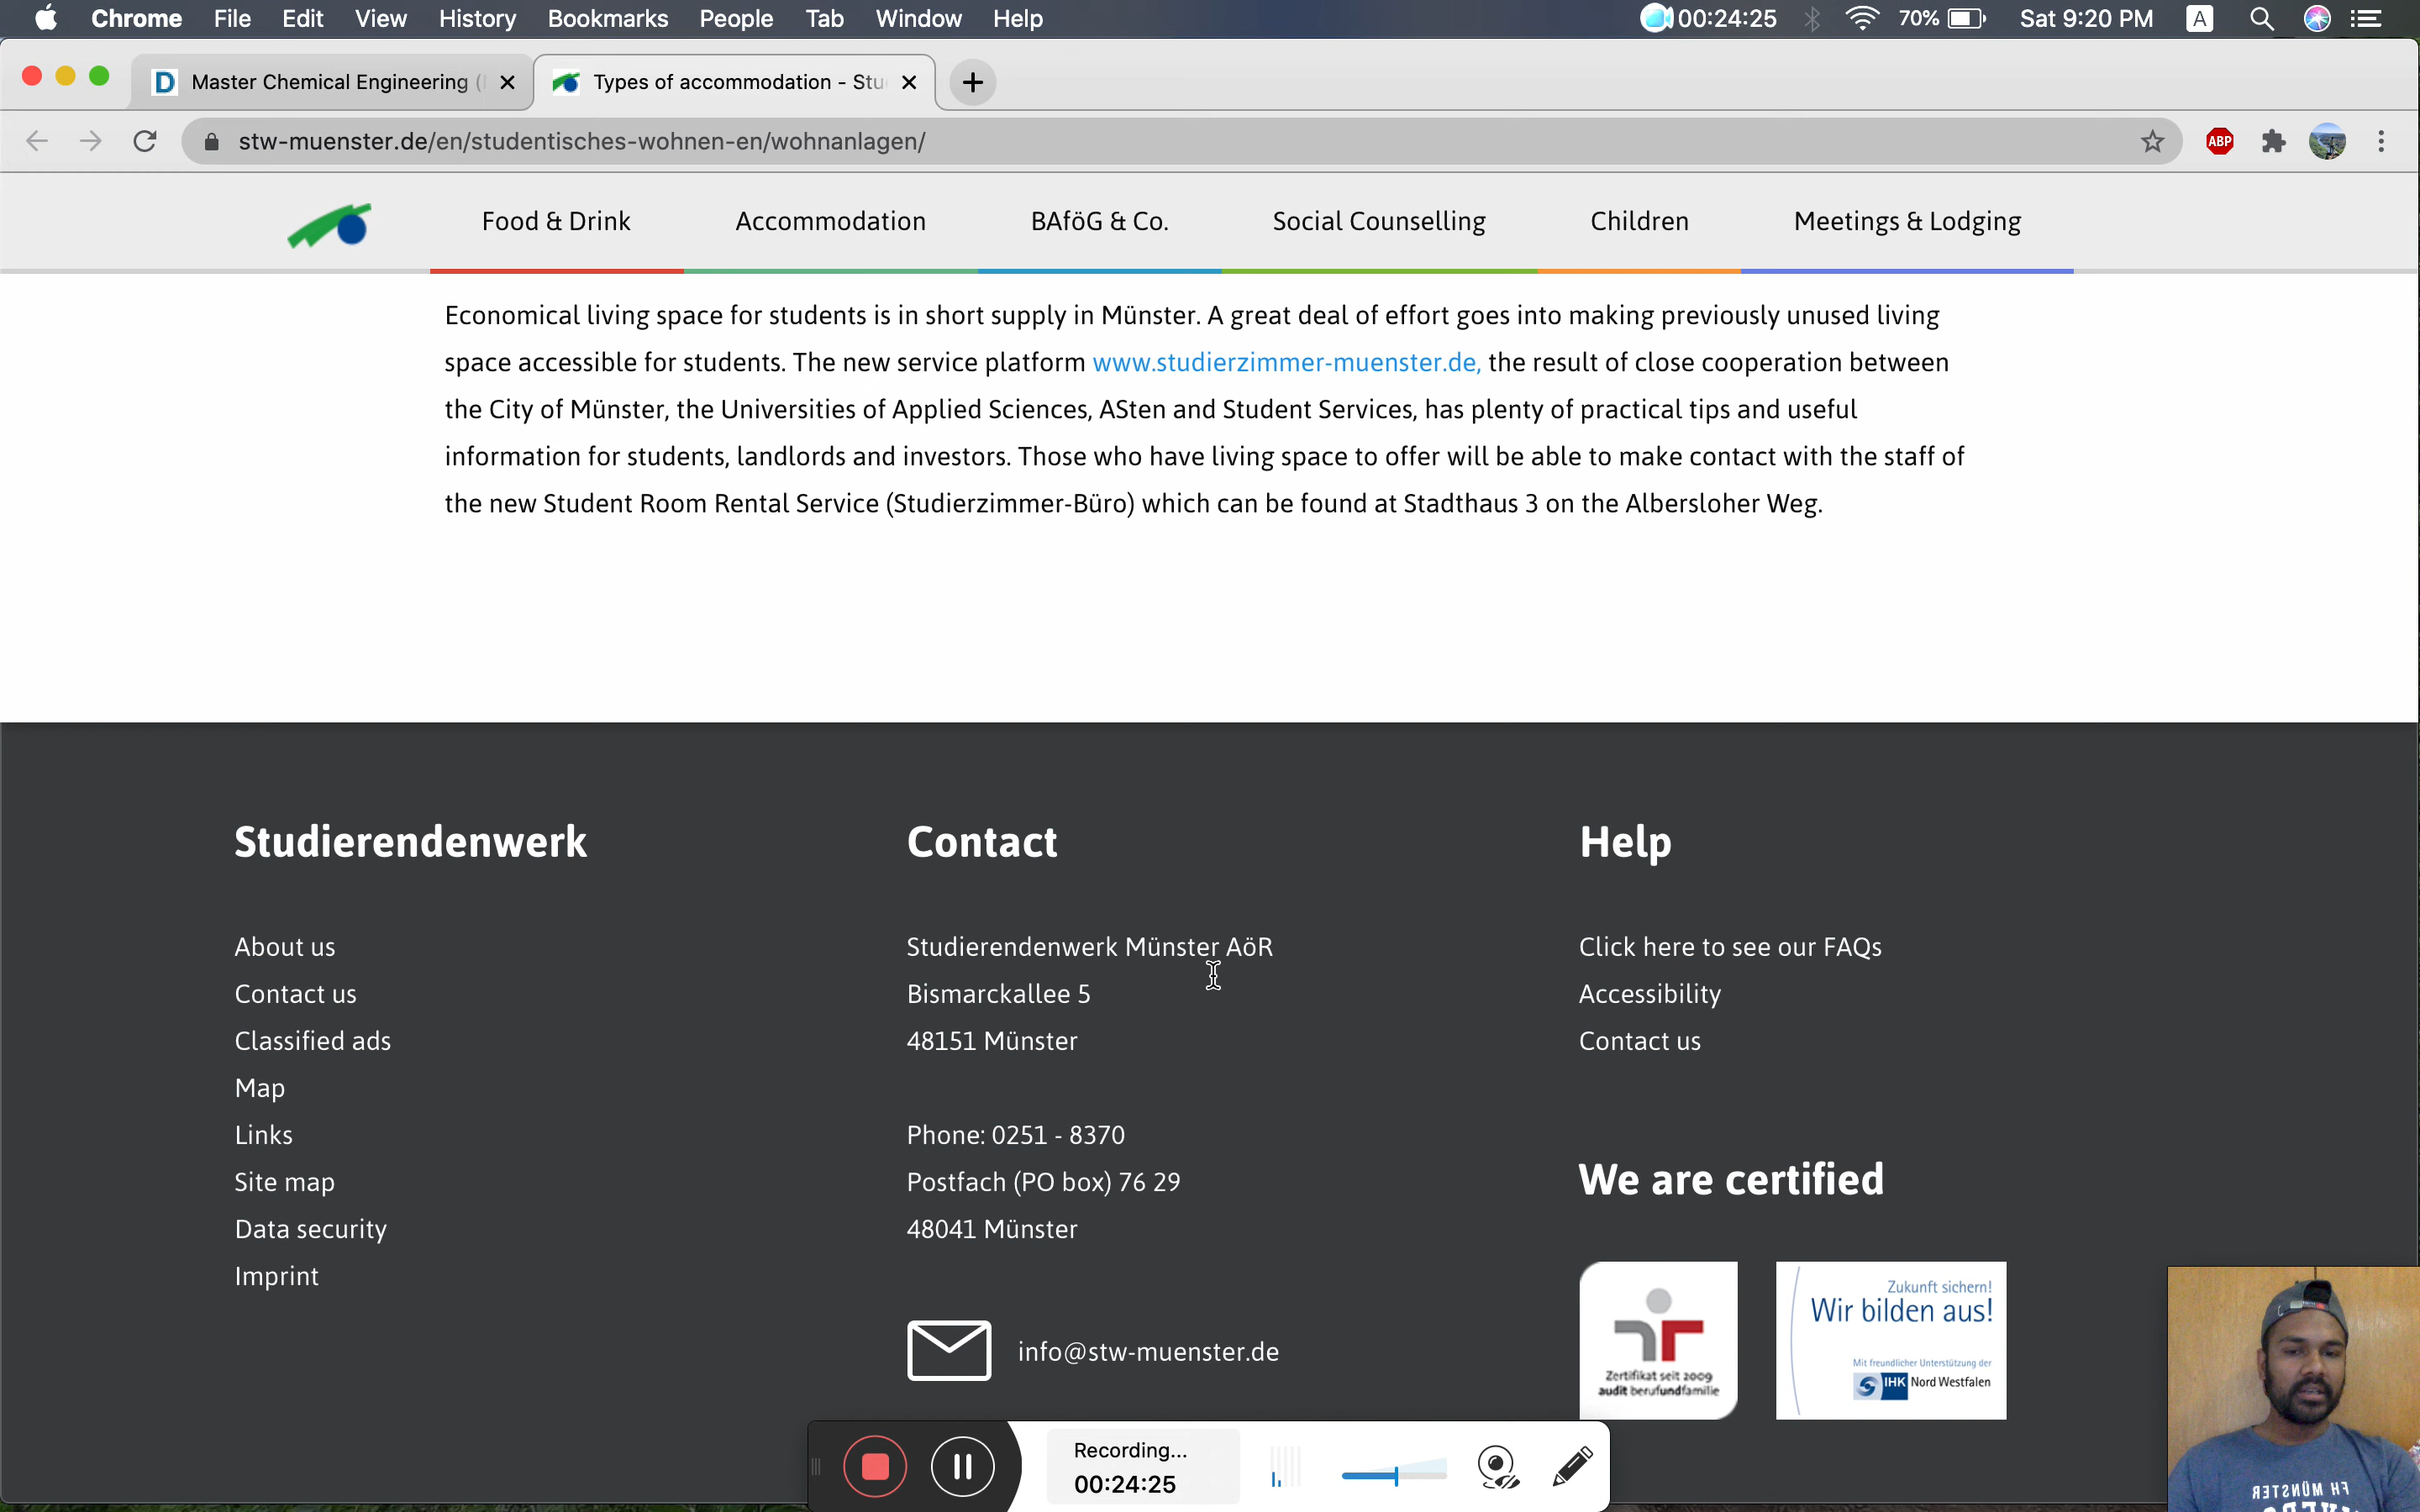 Chrome File Edit View History Bookmarks People Tab Window Help 00:24:25 70% Sat 9:20 PM A
D Master Chemical Engineering ( Types of accommodation - Stu
stw-muenster.de/en/studentisches-wohnen-en/wohnanlagen/ ABP
Food & Drink Accommodation BAföG & Co. Social Counselling Children Meetings & Lodging
Economical living space for students is in short supply in Münster. A great deal of effort goes into making previously unused living
space accessible for students. The new service platform www.studierzimmer-muenster.de, the result of close cooperation between
the City of Münster, the Universities of Applied Sciences, ASten and Student Services, has plenty of practical tips and useful
information for students, landlords and investors. Those who have living space to offer will be able to make contact with the staff of
the new Student Room Rental Service (Studierzimmer-Büro) which can be found at Stadthaus 3 on the Albersloher Weg.
Studierendenwerk
About us
Contact us
Classified ads
Map
Links
Site map
Data security
Imprint
Contact
Studierendenwerk Münster AöR
Bismarckallee 5
48151 Münster
Phone: 0251 - 8370
Postfach (PO box) 76 29
48041 Münster
info@stw-muenster.de
Help
Click here to see our FAQs
Accessibility
Contact us
We are certified
Zertifikat seit 2009
audit berufundfamilie
Zukunft sichern!
Wir bilden aus!
Mit freundlicher Unterstützung der
IHK Nord Westfalen
Recording...
00:24:25
FH MÜNSTER